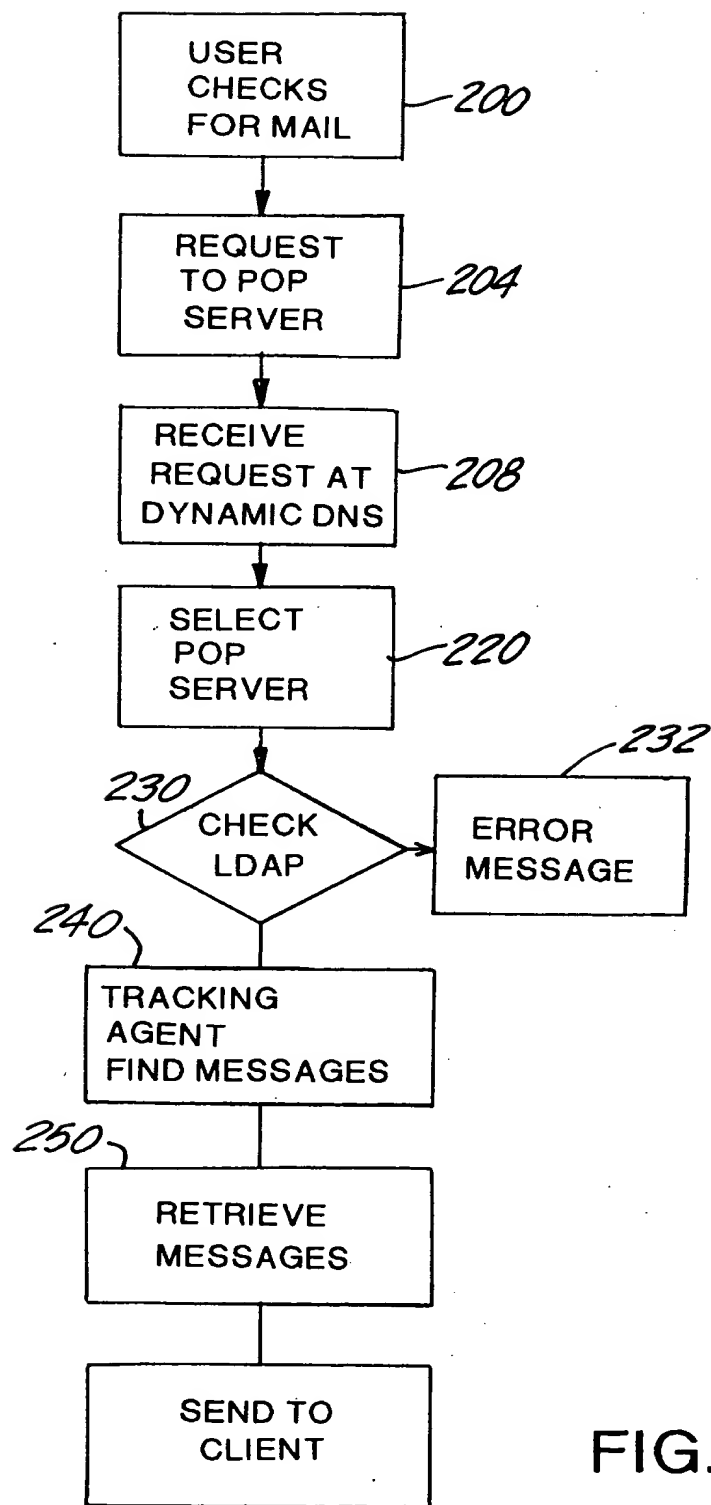 USER
CHECKS
FOR MAIL
200
REQUEST
TO POP
SERVER
204
RECEIVE
REQUEST AT
DYNAMIC DNS
208
SELECT
POP
SERVER
220
230
CHECK
LDAP
232
ERROR
MESSAGE
240
TRACKING
AGENT
FIND MESSAGES
250
RETRIEVE
MESSAGES
SEND TO
CLIENT
FIG.